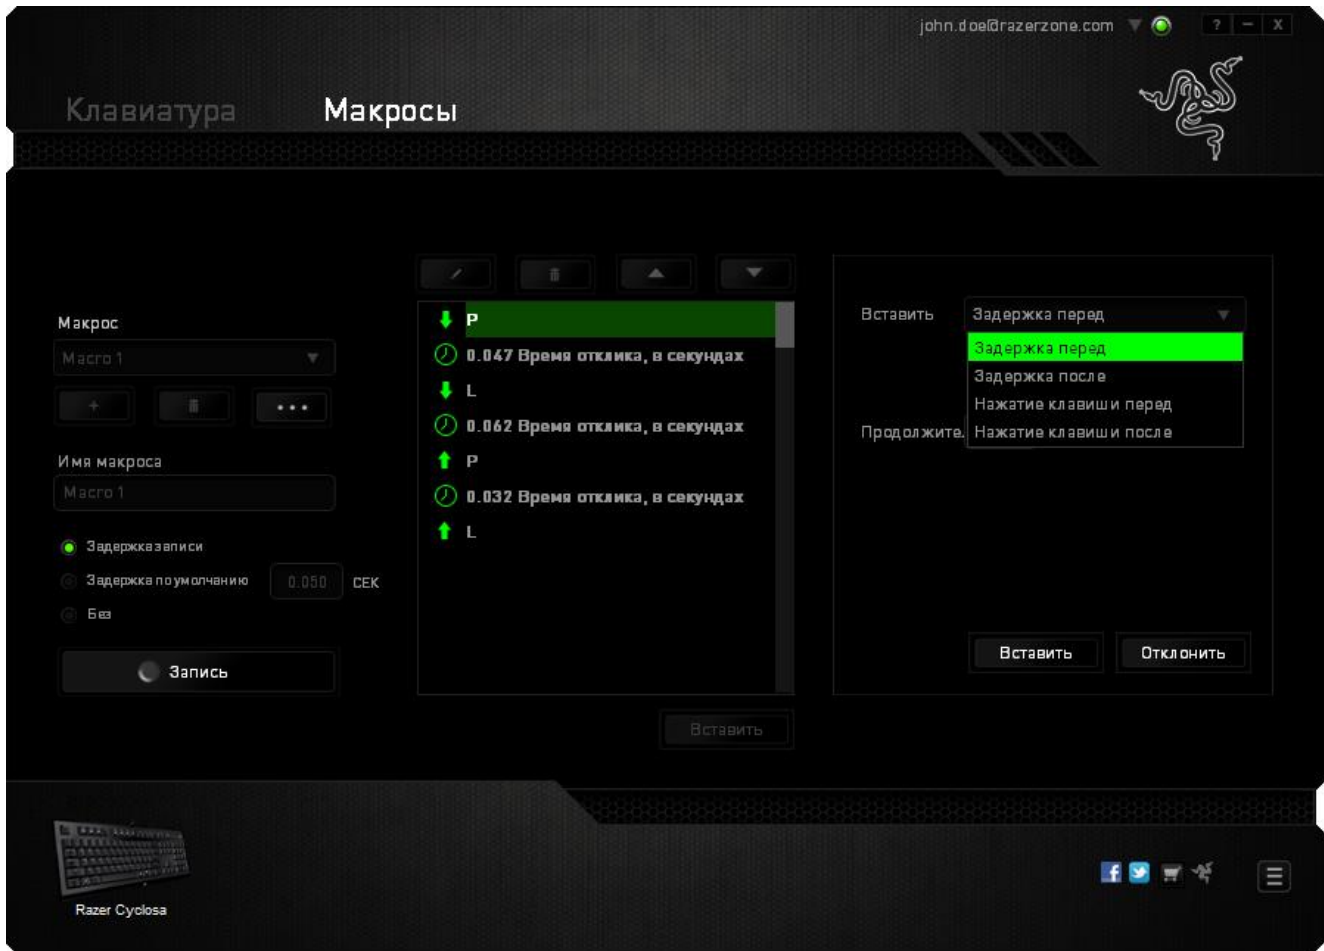 john.doe@razerzone.com
? — X
Клавиатура
Макросы
Макрос
Macro 1
Имя макроса
Macro 1
Задержка записи
Задержка по умолчанию 0.050 СЕК
Без
Запись
P
0.047 Время отклика, в секундах
L
0.062 Время отклика, в секундах
P
0.032 Время отклика, в секундах
L
Вставить
Вставить Задержка перед
Задержка перед
Задержка после
Нажатие клавиши перед
Продолжите. Нажатие клавиши после
Вставить
Отклонить
Razer Cyclosa